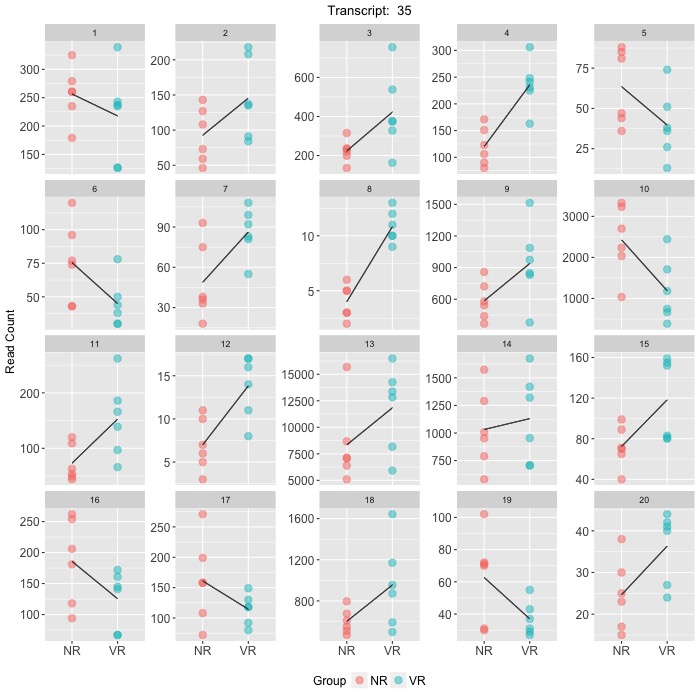 Transcript: 35
1 2 3 4 5
300 250 200 150
200 150 100 50
600 400 200
300 250 200 150 100
75 50 25
6 7 8 9 10
100 75 50
90 60 30
10 5
1500 1200 900 600
3000 2000 1000
Read Count
11 12 13 14 15
200 100
15 10 5
15000 12500 10000 7500 5000
1500 1250 1000 750
160 120 80 40
16 17 18 19 20
250 200 150 100
250 200 150 100
1600 1200 800
100 80 60 40
40 30 20
NR VR NR VR NR VR NR VR NR VR
Group NR VR